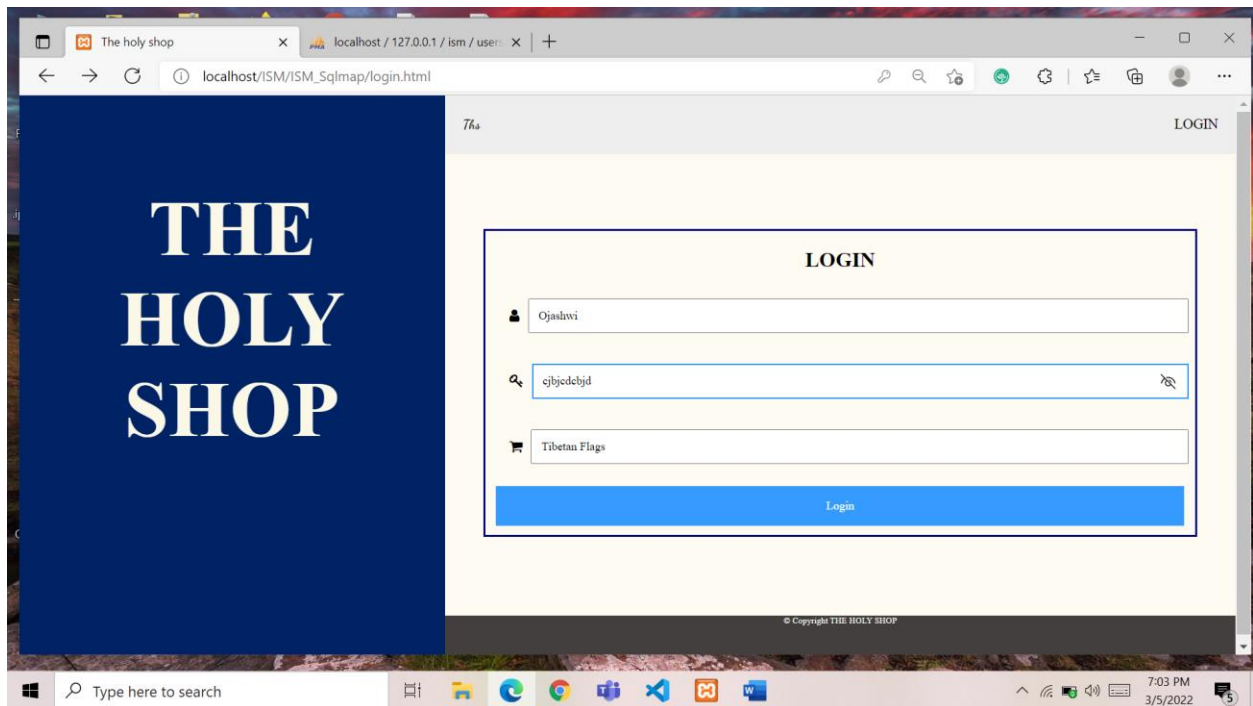 The holy shop
localhost / 127.0.0.1 / ism / users
localhost/ISM/ISM_Sqlmap/login.html
THE
HOLY
SHOP
Ths
LOGIN
LOGIN
Ojashwi
Tibetan Flags
Login
© Copyright THE HOLY SHOP
Type here to search
7:03 PM
3/5/2022
5